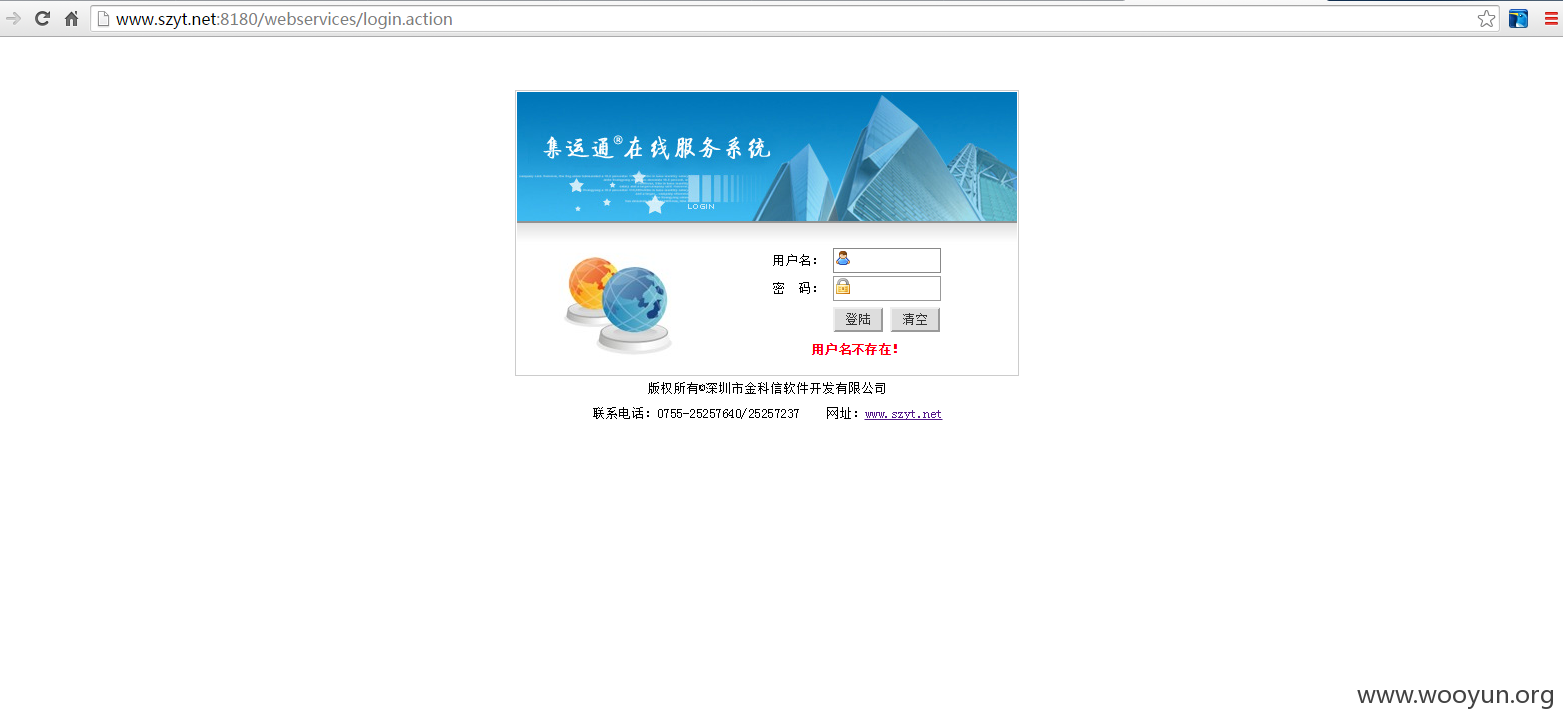 www.szyt.net:8180/webservices/login.action
集运通®在线服务系统
LOGIN
用户名：
密 码：
登陆 清空
用户名不存在!
版权所有©深圳市金科信软件开发有限公司
联系电话：0755-25257640/25257237 网址：www.szyt.net
www.wooyun.org